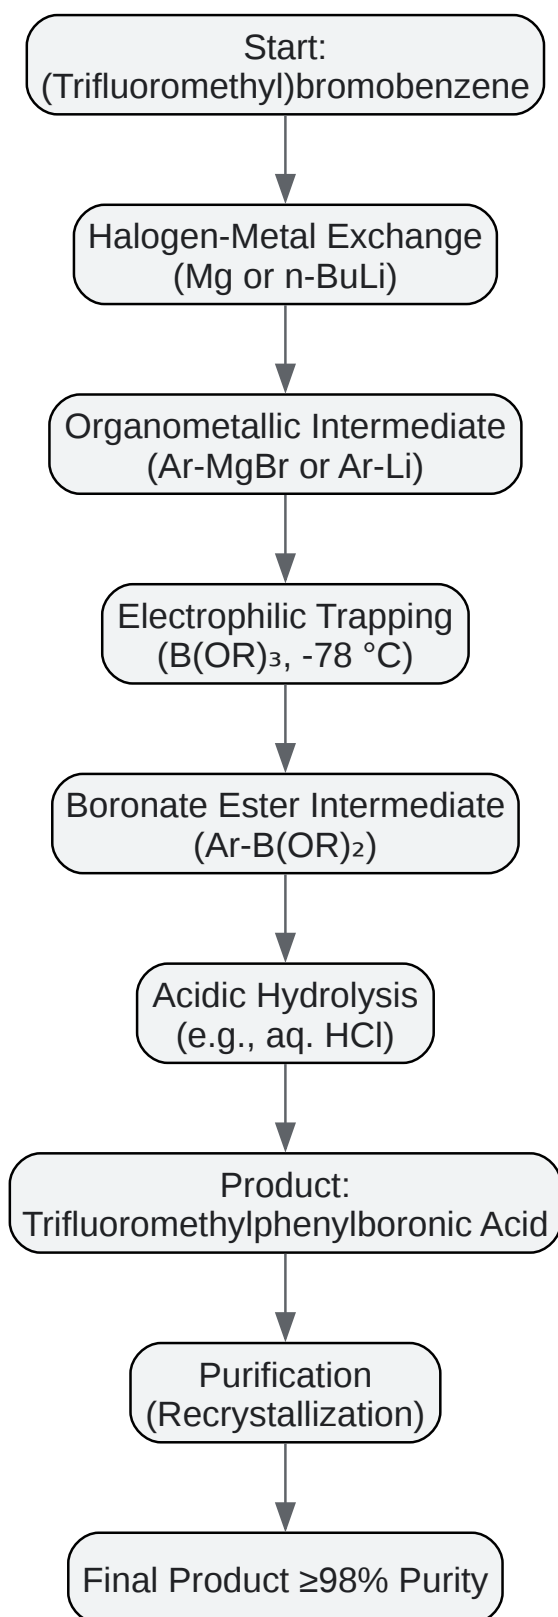 Start:
(Trifluoromethyl)bromobenzene
Halogen-Metal Exchange
(Mg or n-BuLi)
Organometallic Intermediate
(Ar-MgBr or Ar-Li)
Electrophilic Trapping
(B(OR)₃, -78 °C)
Boronate Ester Intermediate
(Ar-B(OR)₂)
Acidic Hydrolysis
(e.g., aq. HCl)
Product:
Trifluoromethylphenylboronic Acid
Purification
(Recrystallization)
Final Product ≥98% Purity